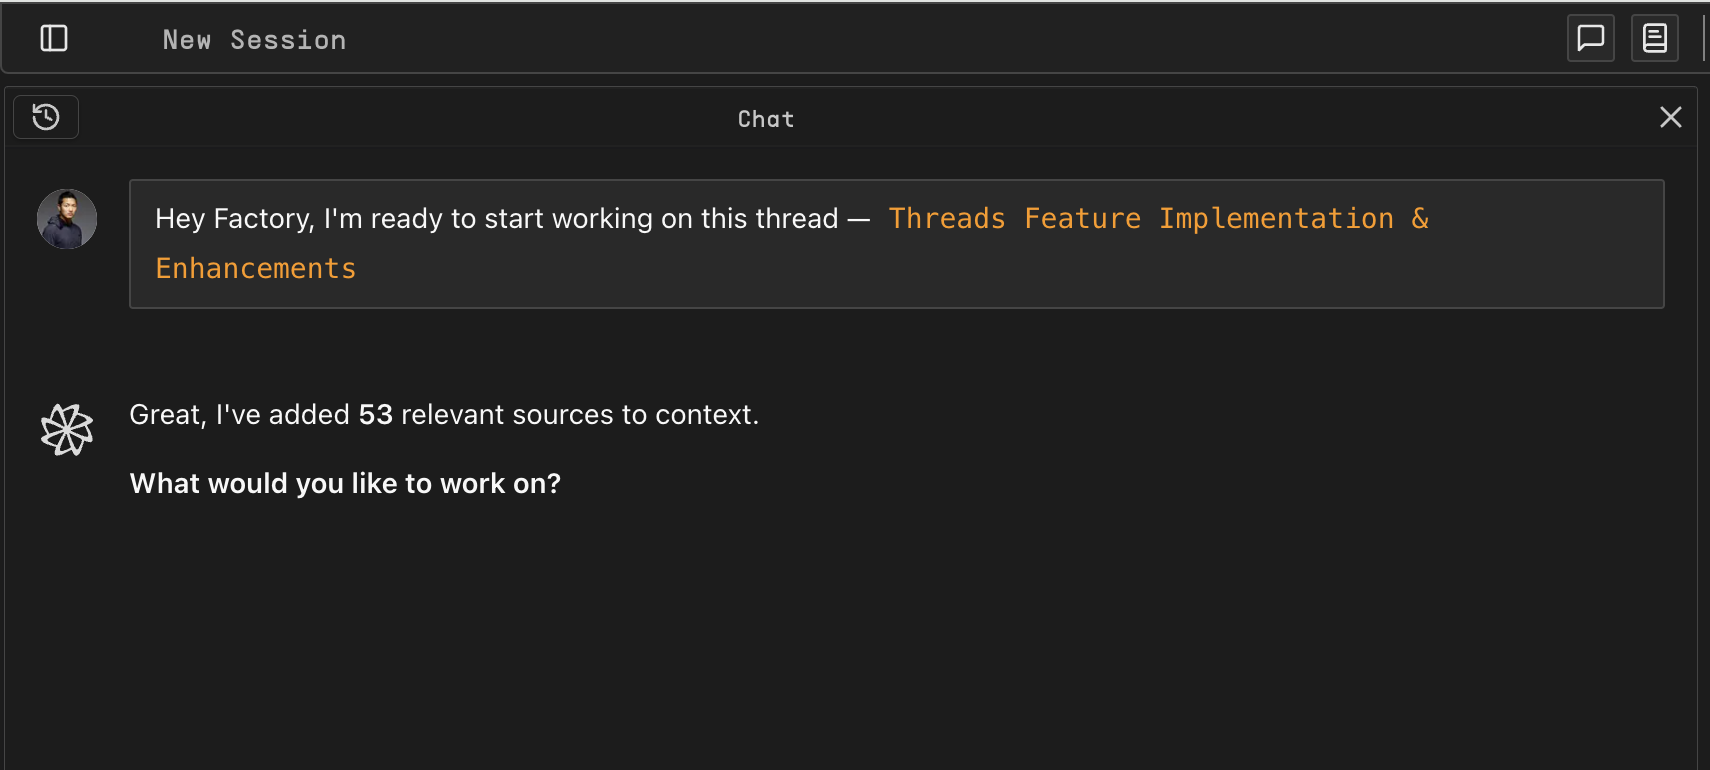 New Session
Chat
Hey Factory, I'm ready to start working on this thread — Threads Feature Implementation &
Enhancements
Great, I've added 53 relevant sources to context.
What would you like to work on?